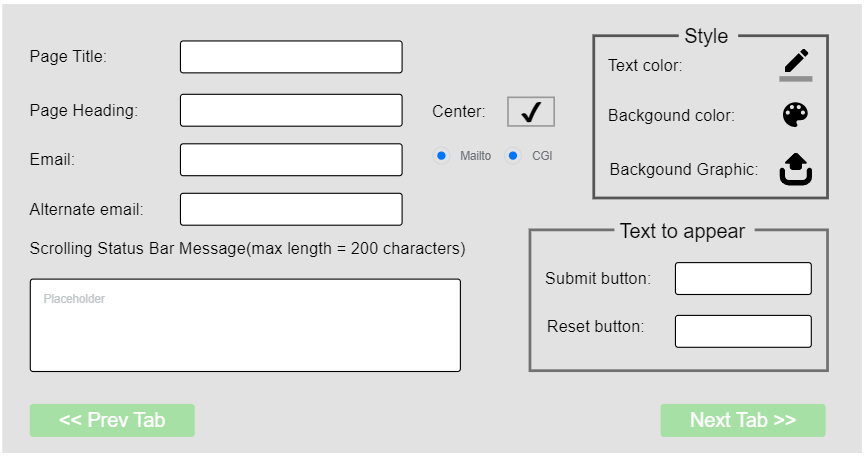 Page Title:
Page Heading:
Center:
Email:
Mailto
CGI
Alternate email:
Scrolling Status Bar Message(max length = 200 characters)
Placeholder
Style
Text color:
Backgound color:
Backgound Graphic:
Text to appear
Submit button:
Reset button:
<< Prev Tab
Next Tab >>